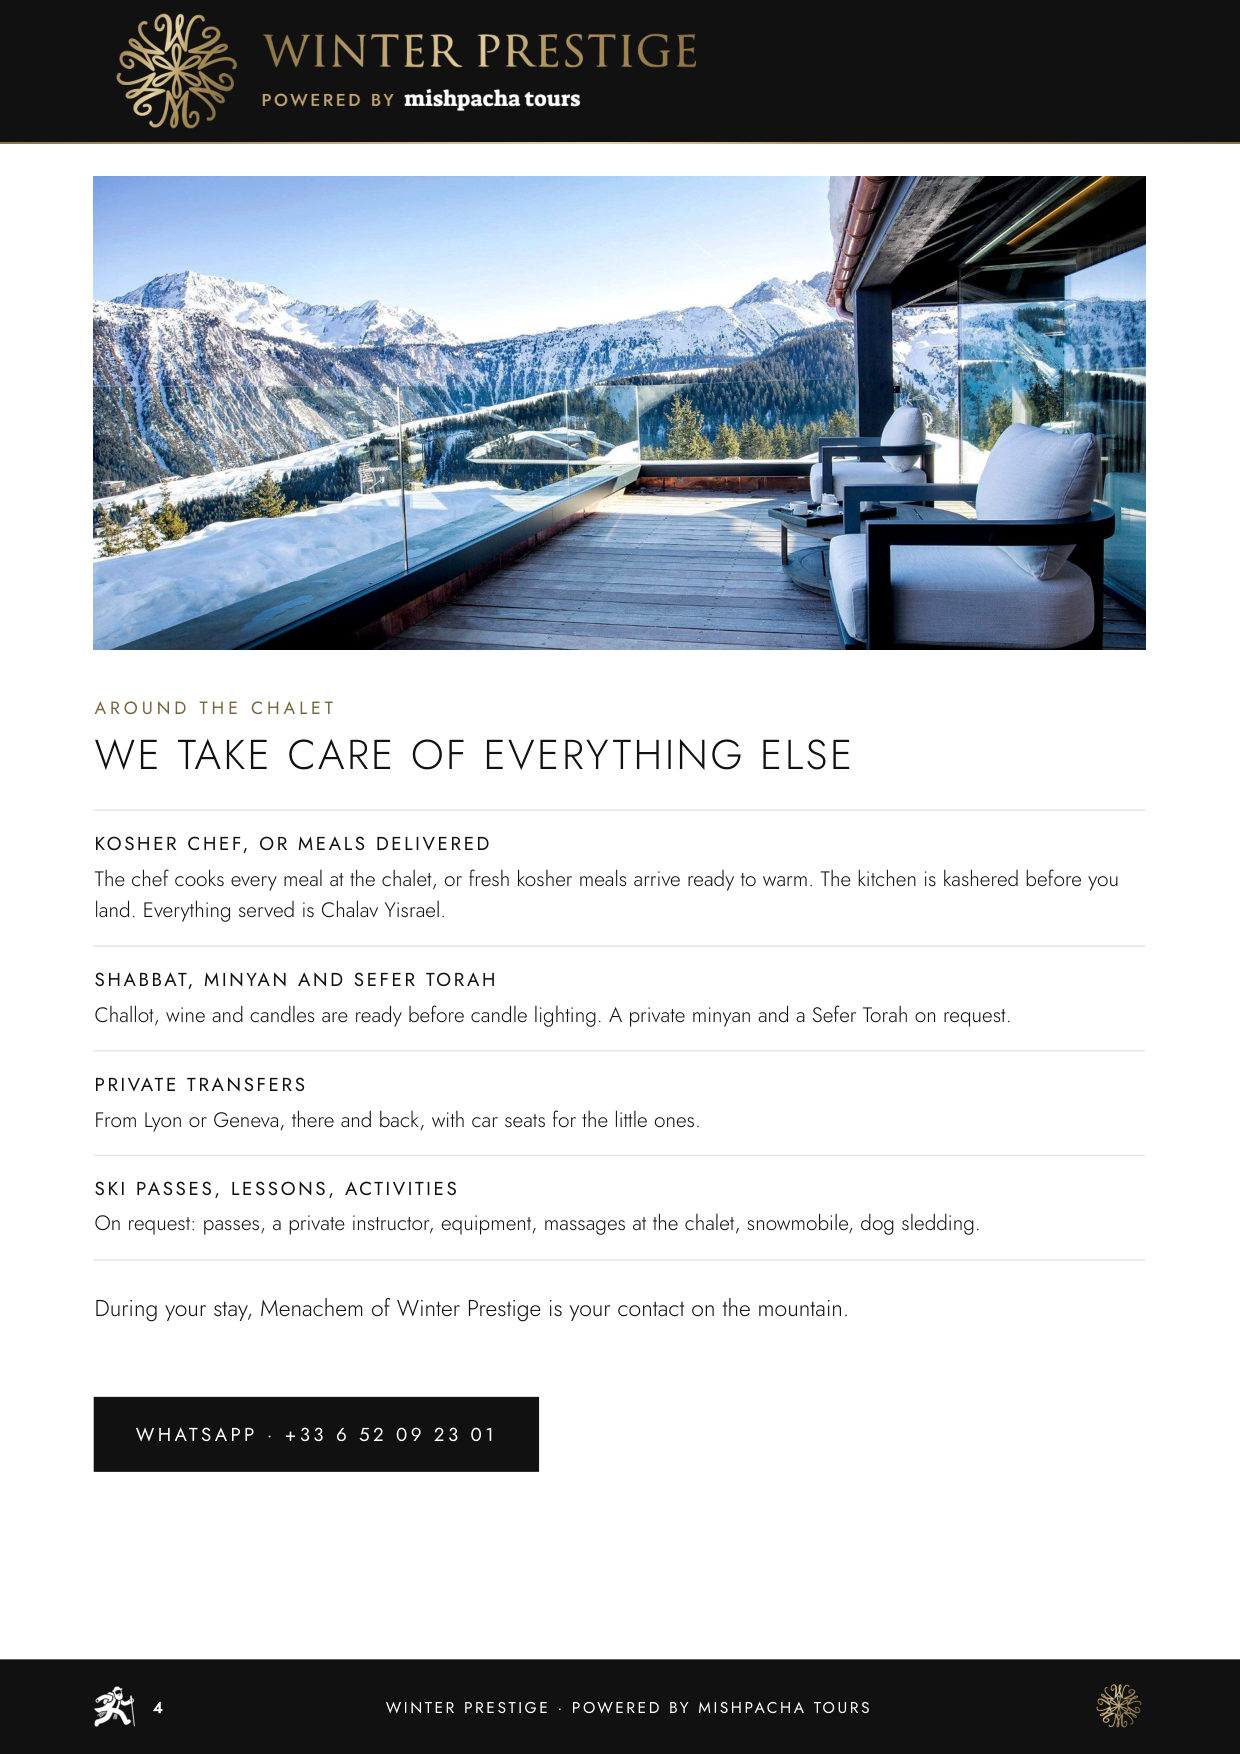 WINTER PRESTIGE
POWERED BY mishpacha tours
AROUND THE CHALET
WE TAKE CARE OF EVERYTHING ELSE
KOSHER CHEF, OR MEALS DELIVERED
The chef cooks every meal at the chalet, or fresh kosher meals arrive ready to warm. The kitchen is kashered before you
land. Everything served is Chalav Yisrael.
SHABBAT, MINYAN AND SEFER TORAH
Challot, wine and candles are ready before candle lighting. A private minyan and a Sefer Torah on request.
PRIVATE TRANSFERS
From Lyon or Geneva, there and back, with car seats for the little ones.
SKI PASSES, LESSONS, ACTIVITIES
On request: passes, a private instructor, equipment, massages at the chalet, snowmobile, dog sledding.
During your stay, Menachem of Winter Prestige is your contact on the mountain.
WHATSAPP · +33 6 52 09 23 01
4
WINTER PRESTIGE · POWERED BY MISHPACHA TOURS